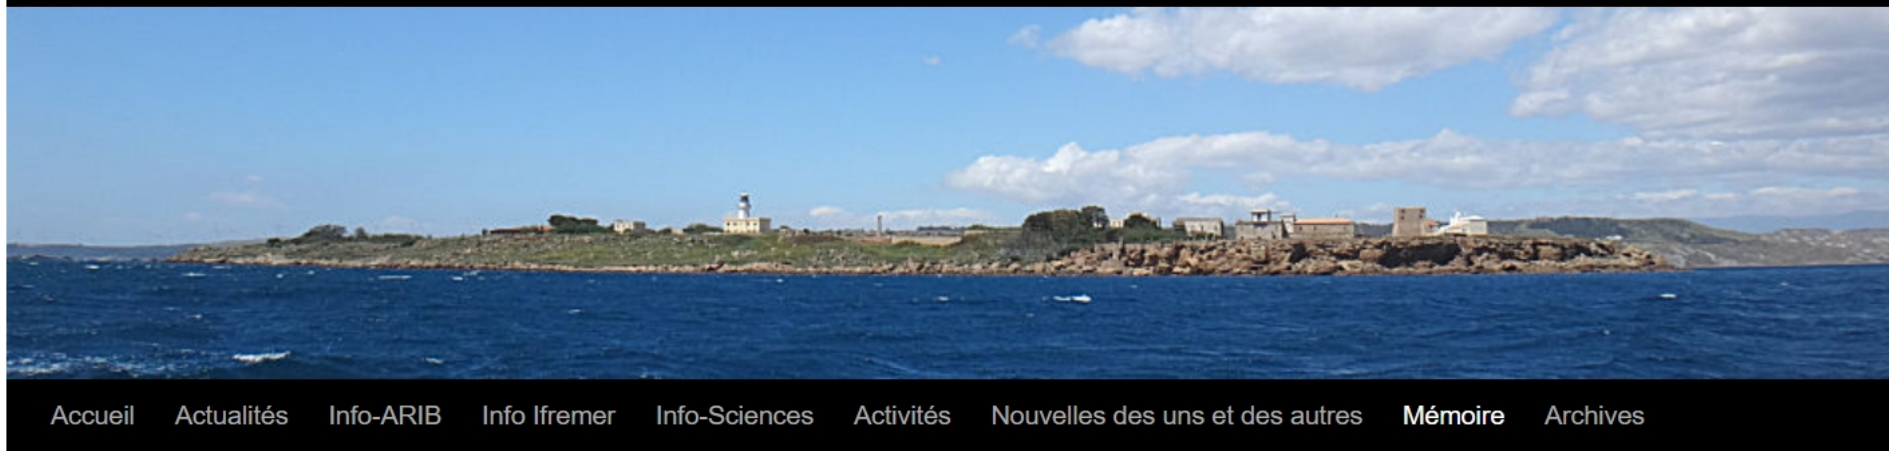 Accueil Actualités Info-ARIB Info Ifremer Info-Sciences Activités Nouvelles des uns et des autres Mémoire Archives